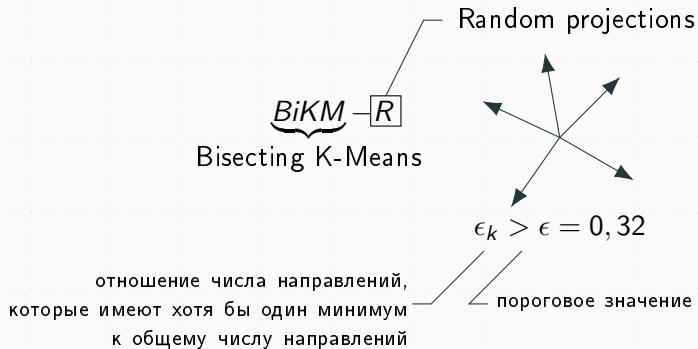 Random projections
BiKM – R
Bisecting K-Means
ϵₖ > ϵ = 0, 32
отношение числа направлений,
которые имеют хотя бы один минимум
к общему числу направлений
пороговое значение